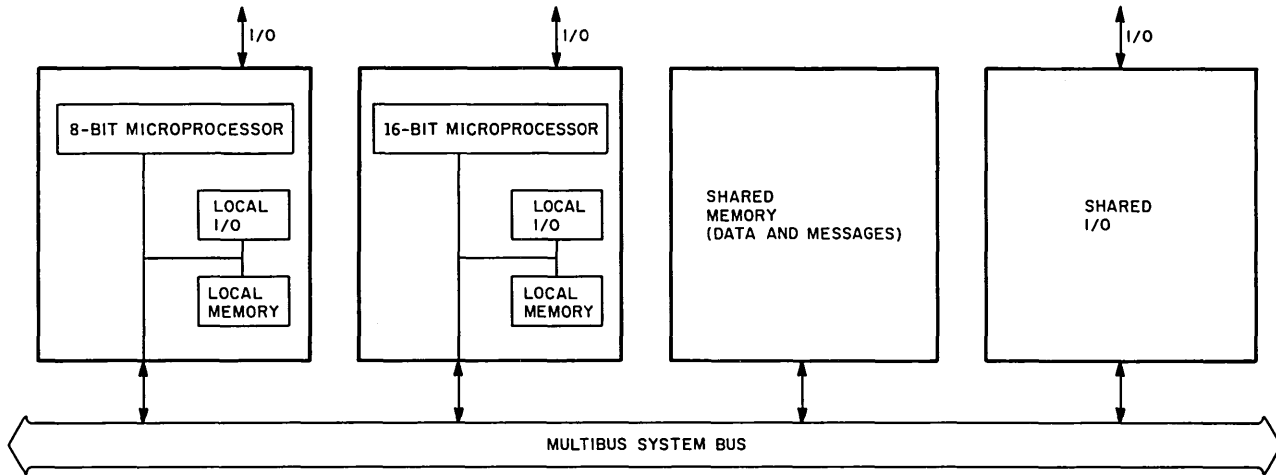 I/O
I/O
I/O
8-BIT MICROPROCESSOR
LOCAL
I/O
LOCAL
MEMORY
16-BIT MICROPROCESSOR
LOCAL
I/O
LOCAL
MEMORY
SHARED
MEMORY
(DATA AND MESSAGES)
SHARED
I/O
MULTIBUS SYSTEM BUS